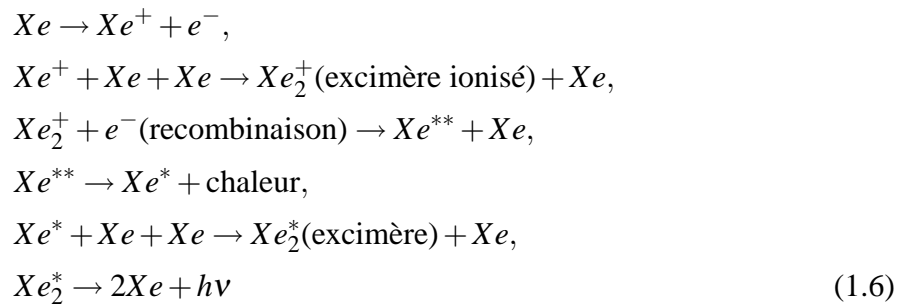 Xe → Xe⁺ + e⁻,
Xe⁺ + Xe + Xe → Xe₂⁺(excimère ionisé) + Xe,
Xe₂⁺ + e⁻(recombinaison) → Xe** + Xe,
Xe** → Xe* + chaleur,
Xe* + Xe + Xe → Xe₂*(excimère) + Xe,
Xe₂* → 2Xe + hν (1.6)